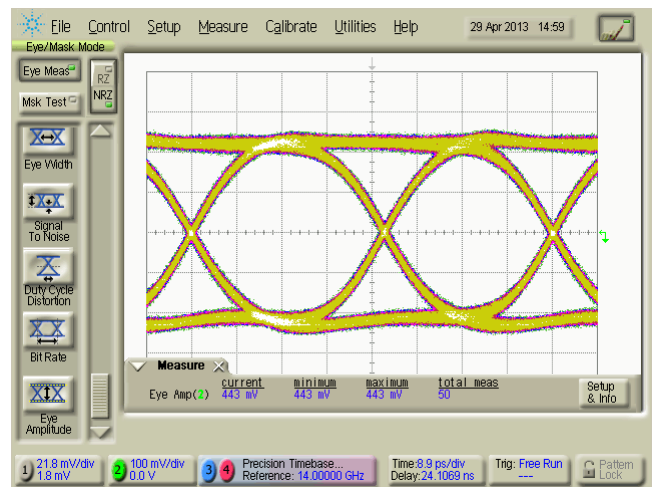 File Control Setup Measure Calibrate Utilities Help 29 Apr 2013 14:59
Eye/Mask Mode
Eye Meas
Msk Test
RZ
NRZ
Eye Width
Signal
To Noise
Duty Cycle
Distortion
Bit Rate
Eye
Amplitude
Measure
current minimum maximum total meas
Eye Amp(2) 443 mV 443 mV 443 mV 50
Setup
& Info
1 21.8 mV/div
1.8 mV
2 100 mV/div
0.0 V
3 4 Precision Timebase...
Reference: 14.00000 GHz
Time:8.9 ps/div
Delay:24.1069 ns
Trig: Free Run
---
Pattern
Lock